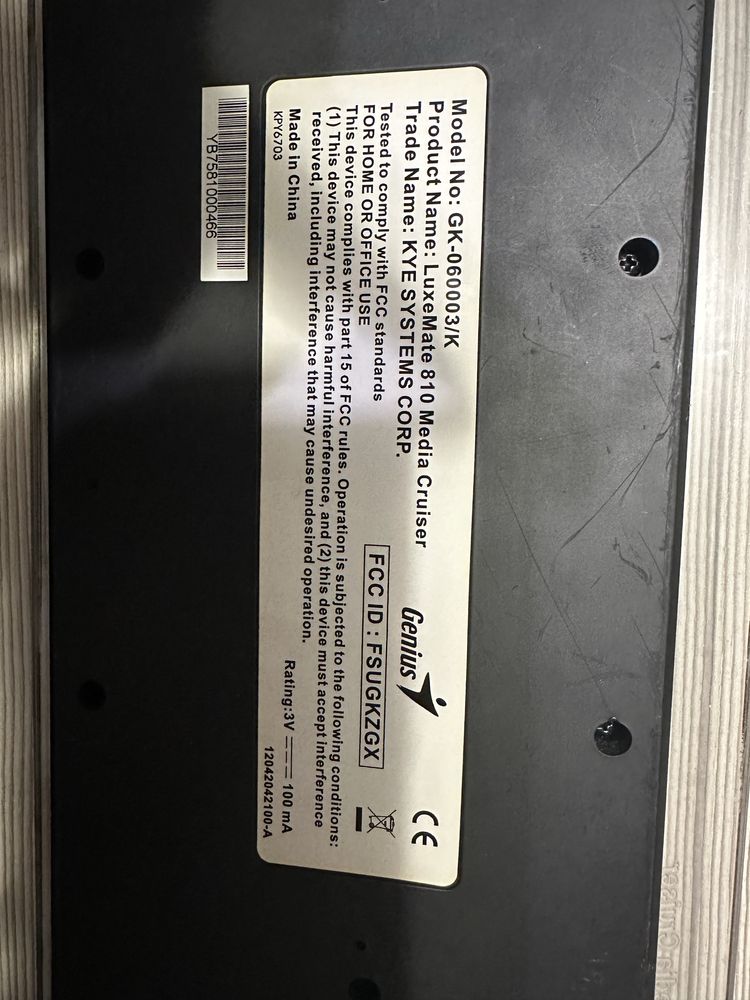 Model No: GK-060003/K
Product Name: LuxeMate 810 Media Cruiser
Trade Name: KYE SYSTEMS CORP.
Genius
CE
Tested to comply with FCC standards
FOR HOME OR OFFICE USE
FCC ID : FSUGKZGX
This device complies with part 15 of FCC rules. Operation is subjected to the following conditions:
(1) This device may not cause harmful interference, and (2) this device must accept interference
received, including interference that may cause undesired operation.
Made in China
Rating:3V 100 mA
KPY6703
12042042100-A
YB7581000466